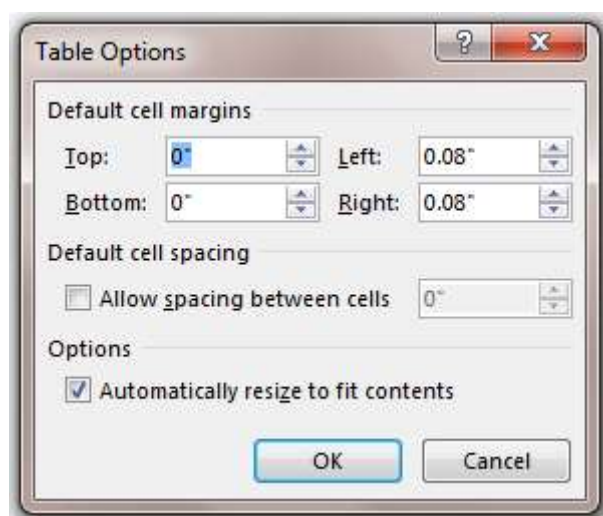 Table Options
?
X
Default cell margins
Top: 0" Left: 0.08"
Bottom: 0" Right: 0.08"
Default cell spacing
Allow spacing between cells 0"
Options
Automatically resize to fit contents
OK Cancel